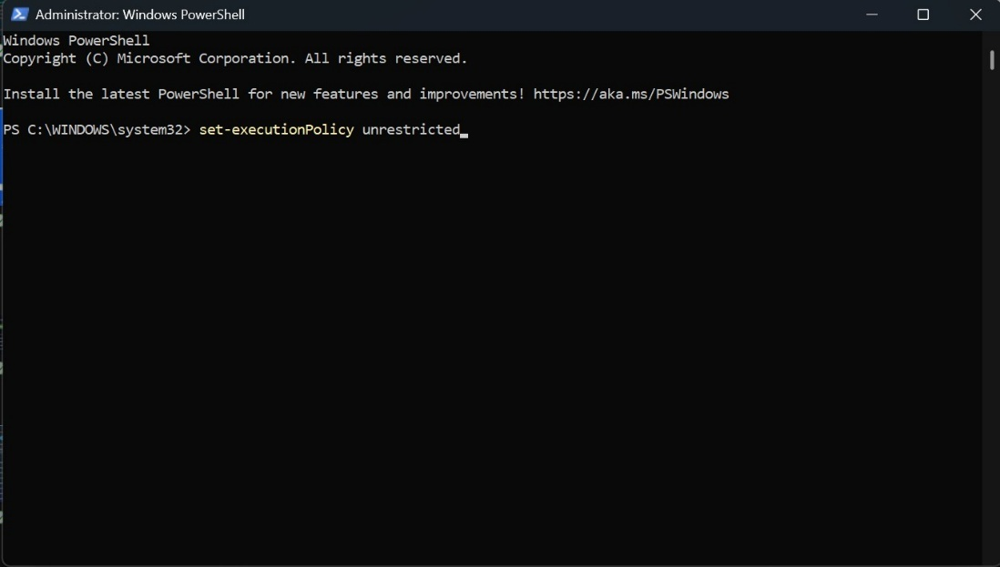 Administrator: Windows PowerShell
Windows PowerShell
Copyright (C) Microsoft Corporation. All rights reserved.
Install the latest PowerShell for new features and improvements! https://aka.ms/PSWindows
PS C:\WINDOWS\system32> set-executionPolicy unrestricted